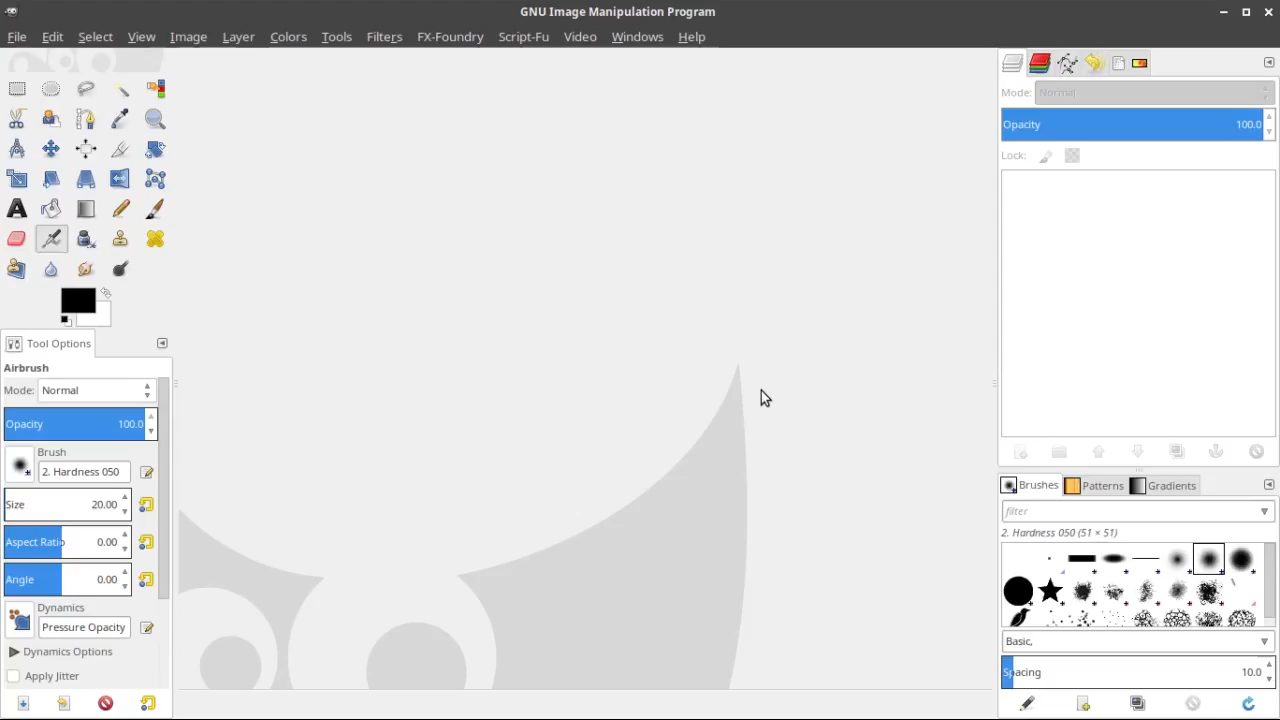 GNU Image Manipulation Program
File Edit Select View Image Layer Colors Tools Filters FX-Foundry Script-Fu Video Windows Help
Mode: Normal
Opacity 100.0
Lock:
Tool Options
Airbrush
Mode: Normal
Opacity 100.0
Brush
2. Hardness 050
Size 20.00
Aspect Ratio 0.00
Angle 0.00
Dynamics
Pressure Opacity
Dynamics Options
Apply Jitter
Brushes Patterns Gradients
filter
2. Hardness 050 (51 × 51)
Basic,
Spacing 10.0